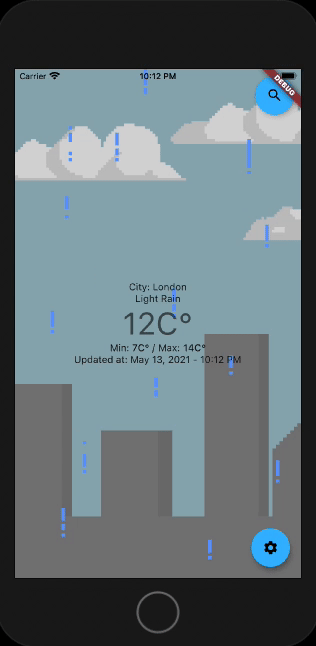 Carrier 10:12 PM
DEBUG
City: London
Light Rain
12C°
Min: 7C° / Max: 14C°
Updated at: May 13, 2021 - 10:12 PM